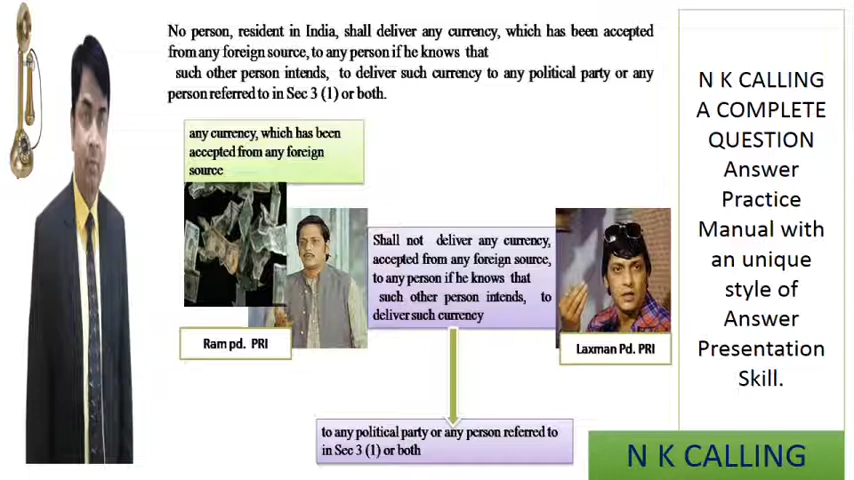 No person, resident in India, shall deliver any currency, which has been accepted
from any foreign source, to any person if he knows that
such other person intends, to deliver such currency to any political party or any
person referred to in Sec 3 (1) or both.
any currency, which has been
accepted from any foreign
source
Shall not deliver any currency,
accepted from any foreign source,
to any person if he knows that
such other person intends, to
deliver such currency
Ram pd. PRI
Laxman Pd. PRI
to any political party or any person referred to
in Sec 3 (1) or both
N K CALLING
A COMPLETE
QUESTION
Answer
Practice
Manual with
an unique
style of
Answer
Presentation
Skill.
N K CALLING